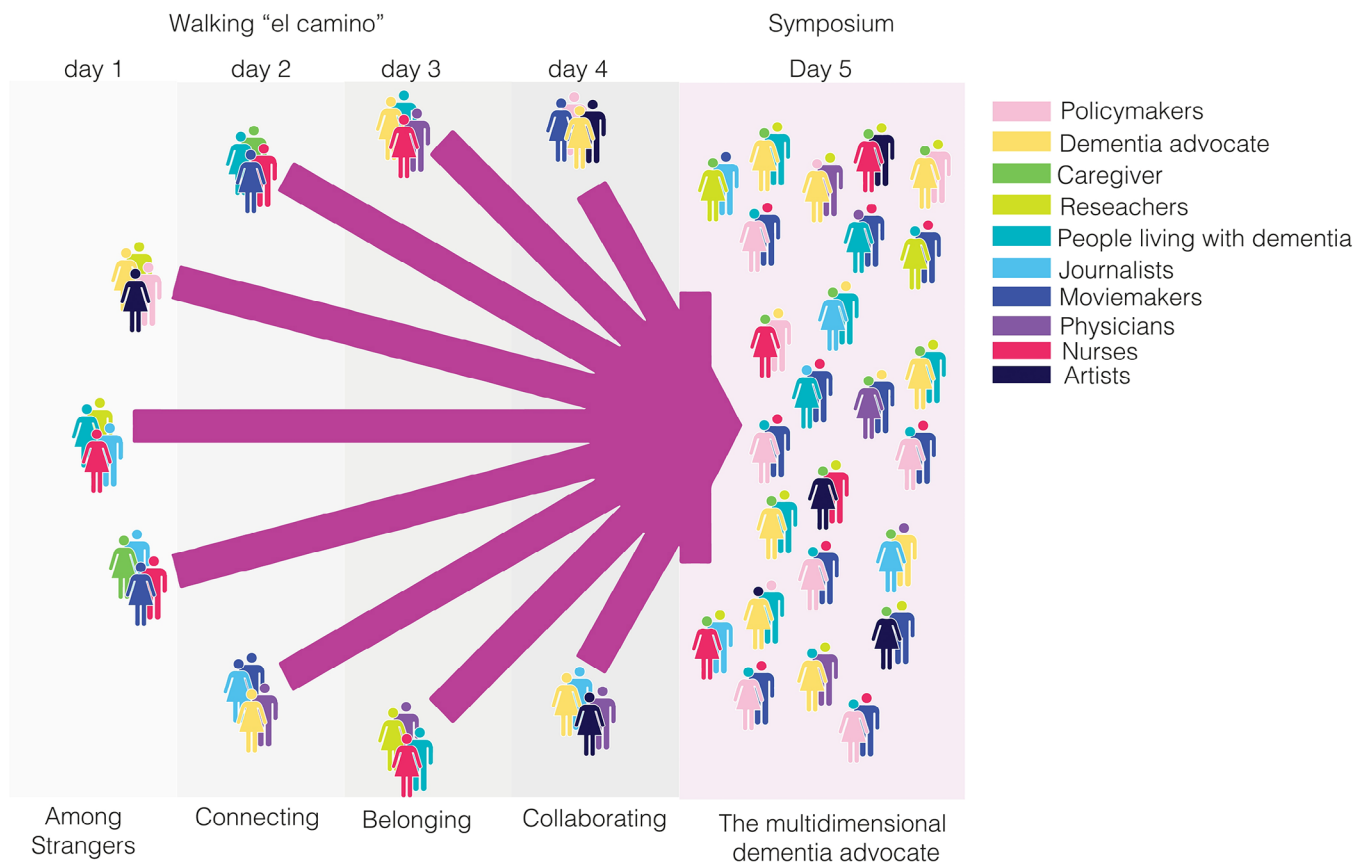 Walking “el camino”
Symposium
day 1
day 2
day 3
day 4
Day 5
Policymakers
Dementia advocate
Caregiver
Reseachers
People living with dementia
Journalists
Moviemakers
Physicians
Nurses
Artists
Among
Strangers
Connecting
Belonging
Collaborating
The multidimensional
dementia advocate